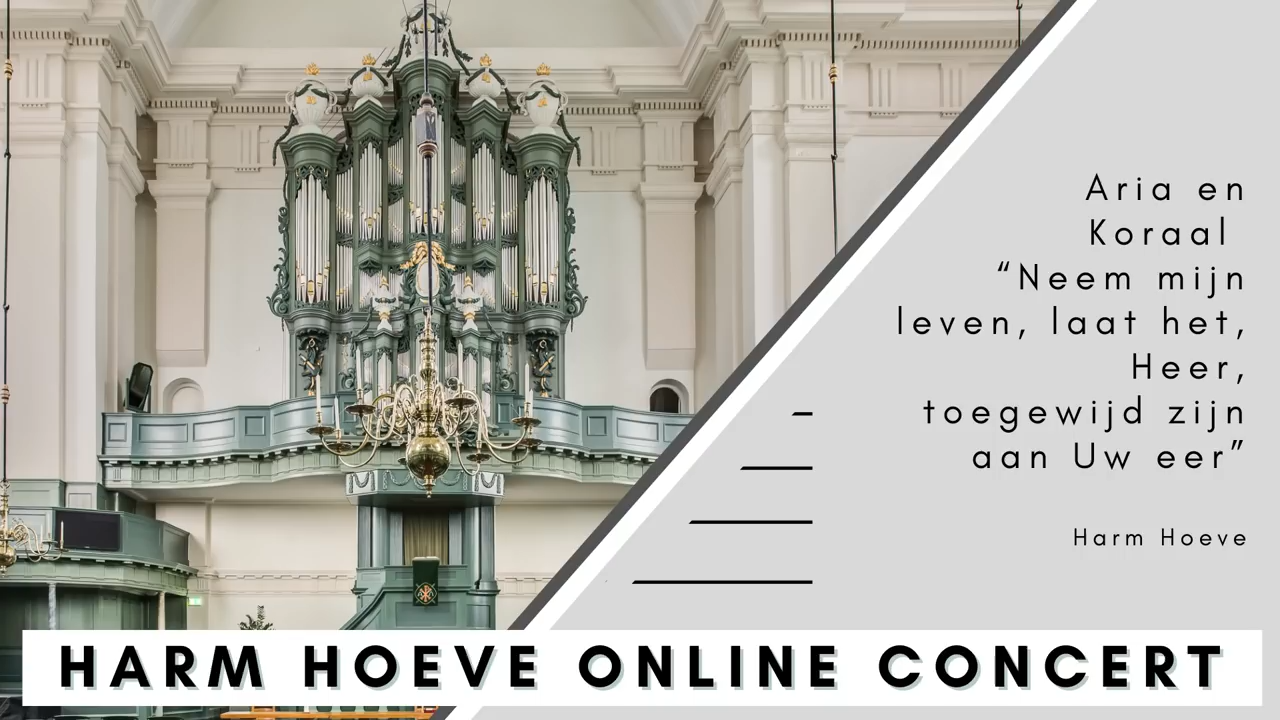 Aria en
Koraal
“Neem mijn
leven, laat het,
Heer,
toegewijd zijn
aan Uw eer”
Harm Hoeve
HARM HOEVE ONLINE CONCERT